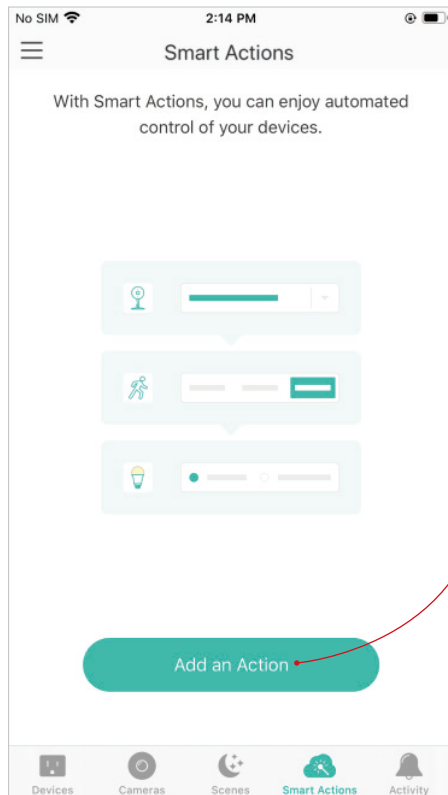 No SIM 2:14 PM
Smart Actions
With Smart Actions, you can enjoy automated
control of your devices.
Add an Action
Devices Cameras Scenes Smart Actions Activity